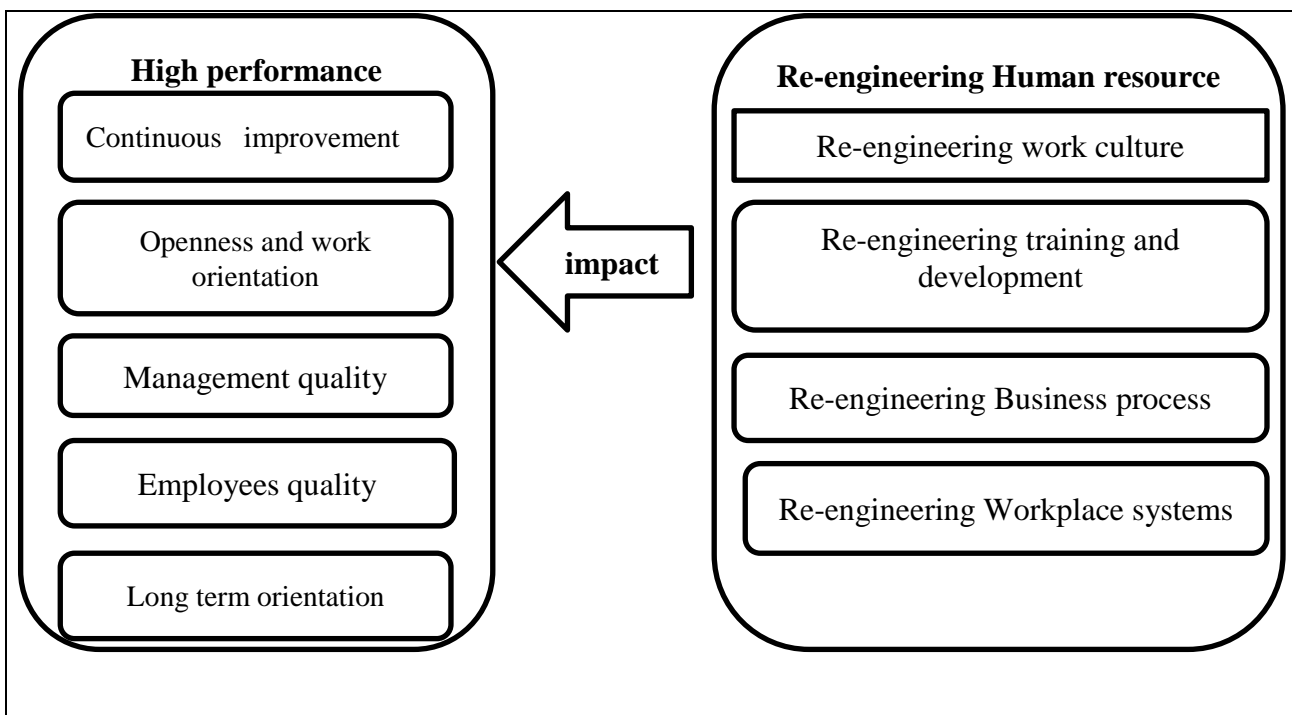 High performance
Continuous improvement
Openness and work
orientation
Management quality
Employees quality
Long term orientation
impact
Re-engineering Human resource
Re-engineering work culture
Re-engineering training and
development
Re-engineering Business process
Re-engineering Workplace systems